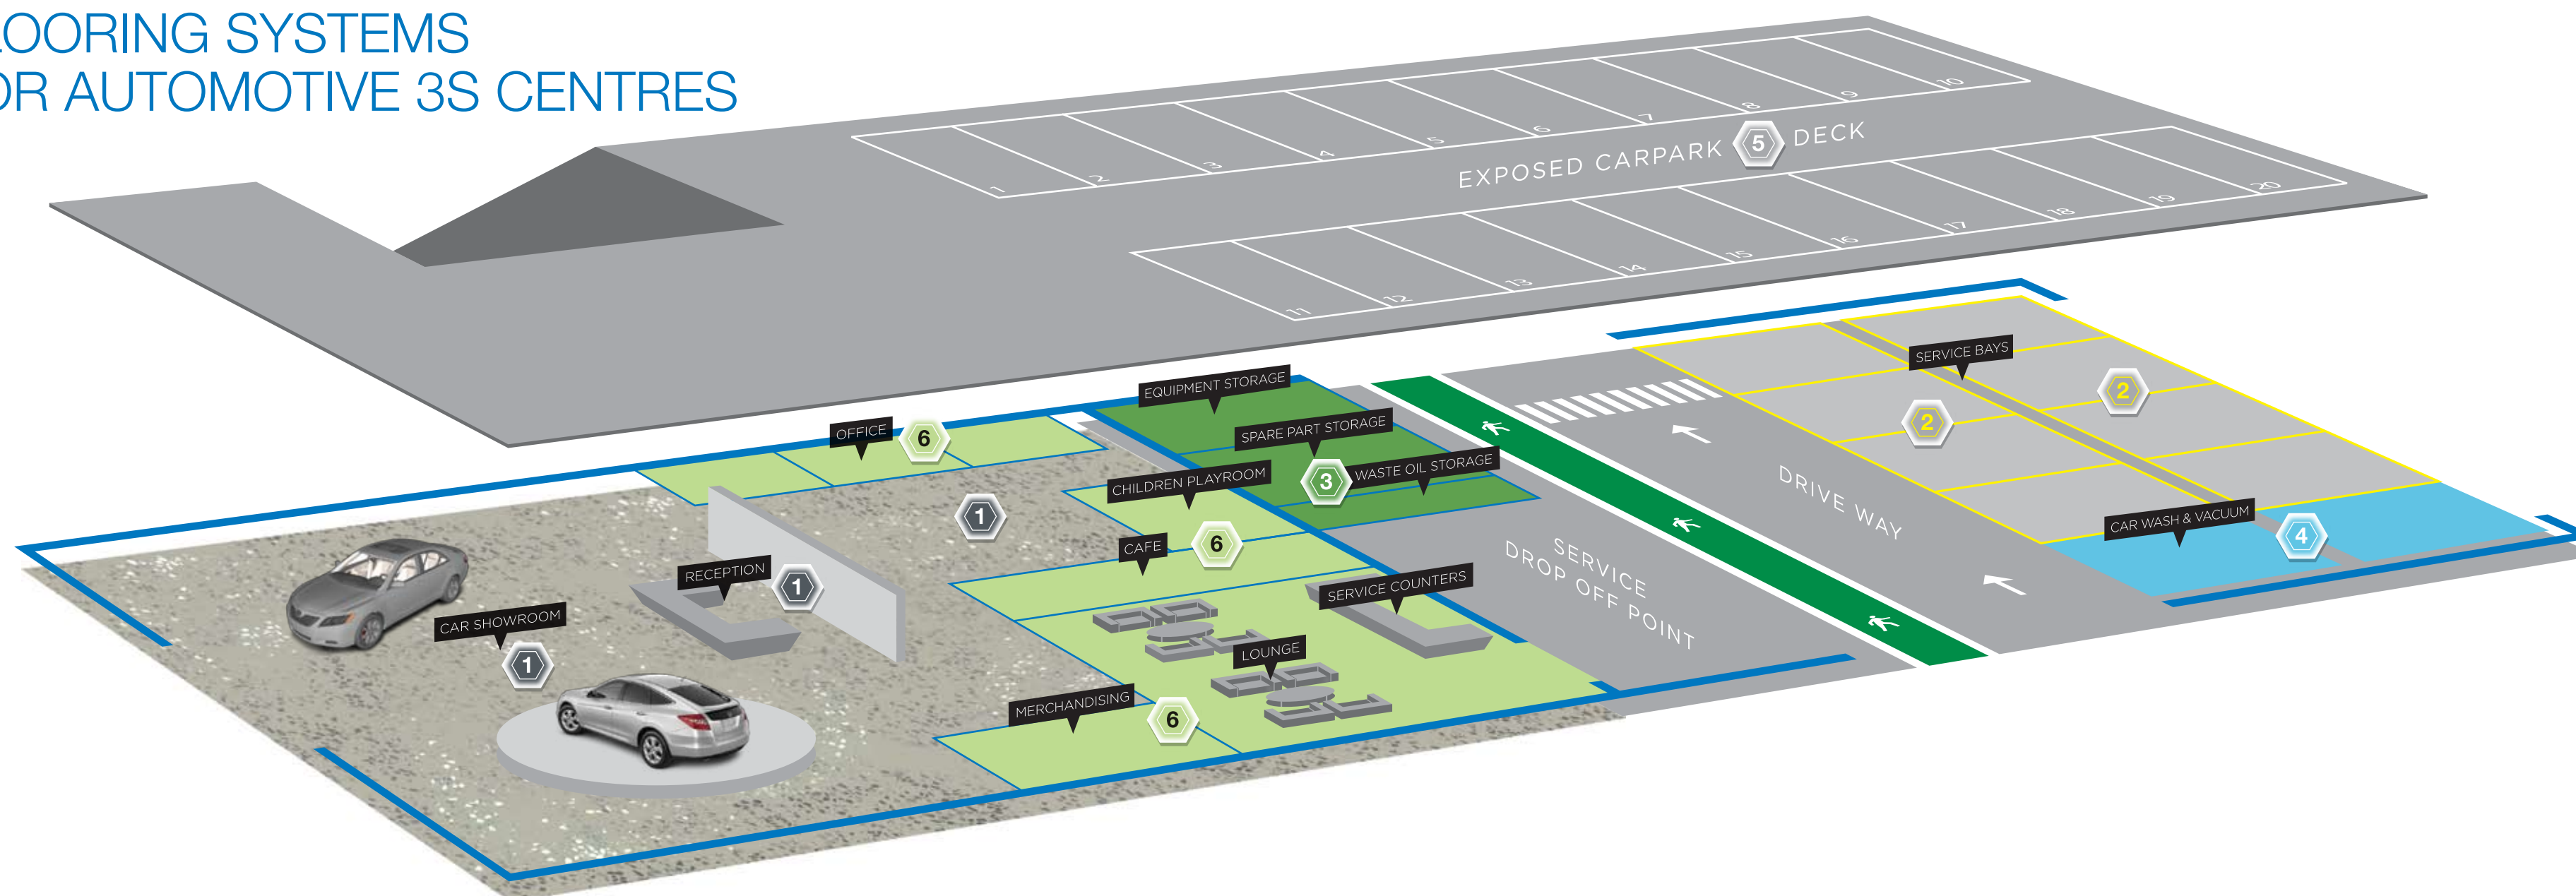 LOORING SYSTEMS
OR AUTOMOTIVE 3S CENTRES
1
2
3
4
5
6
7
8
9
10
EXPOSED CARPARK 5 DECK
11
12
13
14
15
16
17
18
19
20
EQUIPMENT STORAGE
SERVICE BAYS
2
2
OFFICE 6
SPARE PART STORAGE
3 WASTE OIL STORAGE
CHILDREN PLAYROOM
1
DRIVE WAY
CAR WASH & VACUUM
4
CAFE 6
SERVICE
DROP OFF POINT
RECEPTION 1
SERVICE COUNTERS
CAR SHOWROOM
1
LOUNGE
MERCHANDISING 6